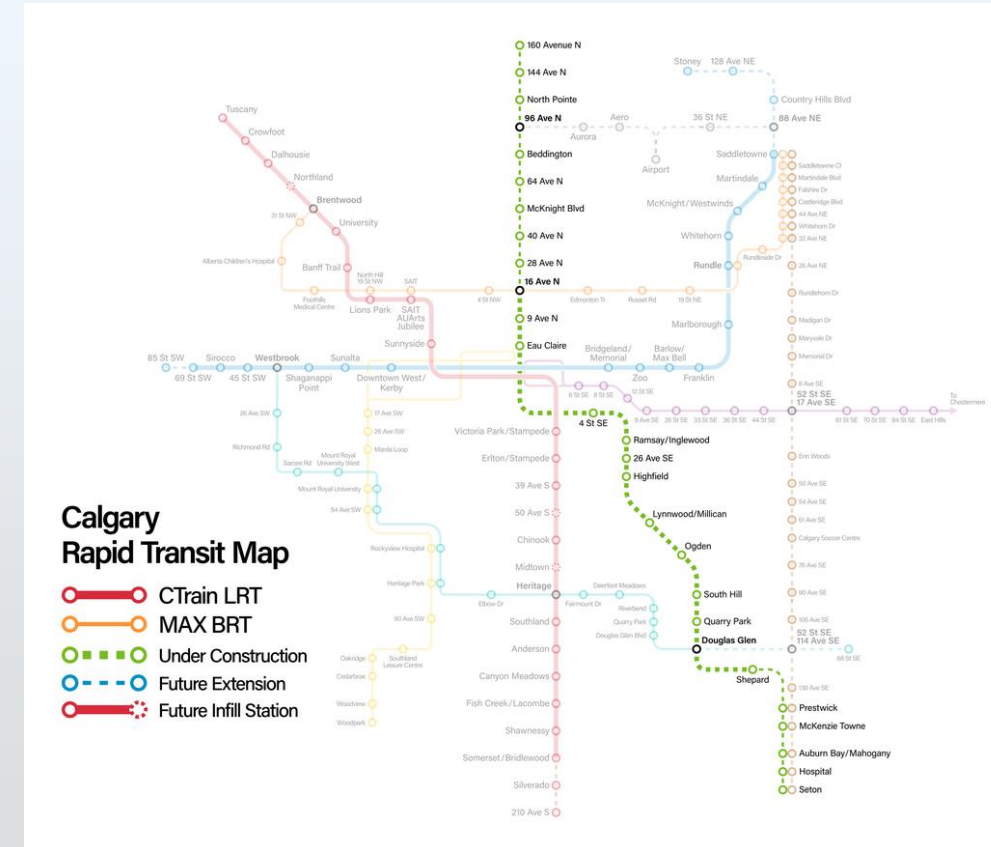 160 Avenue N
144 Ave N
North Pointe
96 Ave N
Beddington
64 Ave N
McKnight Blvd
40 Ave N
28 Ave N
16 Ave N
9 Ave N
Eau Claire
4 St SE
Ramsay/Inglewood
26 Ave SE
Highfield
Lynnwood/Millican
Ogden
South Hill
Quarry Park
Douglas Glen
Shepard
Prestwick
McKenzie Towne
Auburn Bay/Mahogany
Hospital
Seton
Stoney
128 Ave NE
Country Hills Blvd
88 Ave NE
36 St NE
Aero
Aurora
Airport
Saddletowne
Martindale
McKnight/Westwinds
Whitehorn
Rundle
Marlborough
Franklin
Barlow/
Max Bell
Zoo
Bridgeland/
Memorial
Saddletowne Ci
Martindale Blvd
Falshire Dr
Castleridge Blvd
44 Ave NE
Whitehorn Dr
32 Ave NE
Rundleside Dr
26 Ave NE
Rundlehorn Dr
Madigan Dr
Maryvale Dr
Memorial Dr
8 Ave SE
52 St SE
17 Ave SE
Erin Woods
50 Ave SE
54 Ave SE
61 Ave SE
Calgary Soccer Centre
76 Ave SE
90 Ave SE
106 Ave SE
52 St SE
114 Ave SE
68 St SE
130 Ave SE
Tuscany
Crowfoot
Dalhousie
Northland
Brentwood
University
Banff Trail
Lions Park
SAIT
AUArts
Jubilee
Sunnyside
31 St NW
Alberta Children's Hospital
Foothills
Medical Centre
North Hill
19 St NW
SAIT
4 St NW
Edmonton Tr
Russet Rd
19 St NE
85 St SW
69 St SW
Sirocco
45 St SW
Westbrook
Shaganappi
Point
Sunalta
Downtown West/
Kerby
6 St SE
8 St SE
12 St SE
9 Ave SE
28 St SE
33 St SE
36 St SE
44 St SE
61 St SE
70 St SE
84 St SE
East Hills
To
Chestermere
26 Ave SW
Richmond Rd
Sarcee Rd
Mount Royal
University West
17 Ave SW
26 Ave SW
Marda Loop
Mount Royal University
54 Ave SW
Rockyview Hospital
Heritage Park
90 Ave SW
Southland
Leisure Centre
Oakridge
Cedarbrae
Woodview
Woodpark
Victoria Park/Stampede
Erlton/Stampede
39 Ave S
50 Ave S
Chinook
Midtown
Heritage
Southland
Anderson
Canyon Meadows
Fish Creek/Lacombe
Shawnessy
Somerset/Bridlewood
Silverado
210 Ave S
Elbow Dr
Fairmount Dr
Deerfoot Meadows
Riverbend
Quarry Park
Douglas Glen Blvd
Calgary
Rapid Transit Map
CTrain LRT
MAX BRT
Under Construction
Future Extension
Future Infill Station